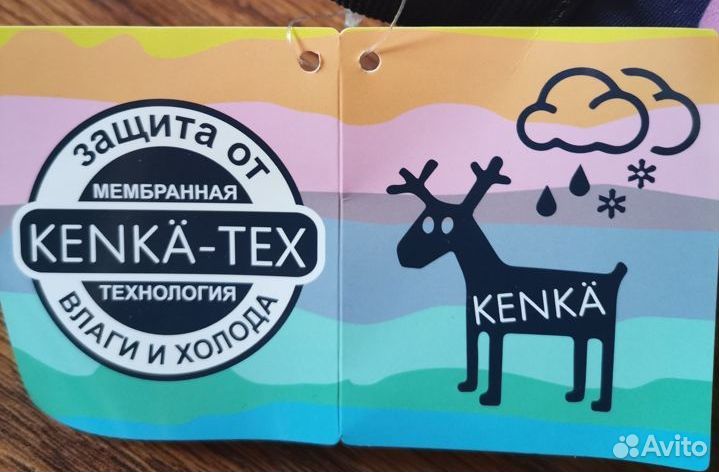 защита от
МЕМБРАННАЯ
KENKÄ-TEX
ТЕХНОЛОГИЯ
ВЛАГИ И ХОЛОДА
KENKÄ
Avito